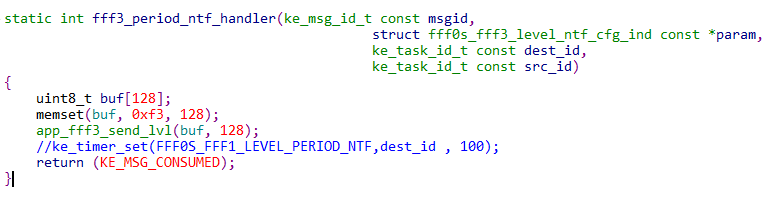 static int fff3_period_ntf_handler(ke_msg_id_t const msgid,
struct fff0s_fff3_level_ntf_cfg_ind const *param,
ke_task_id_t const dest_id,
ke_task_id_t const src_id)
{
uint8_t buf[128];
memset(buf, 0xf3, 128);
app_fff3_send_lvl(buf, 128);
//ke_timer_set(FFF0S_FFF1_LEVEL_PERIOD_NTF,dest_id , 100);
return (KE_MSG_CONSUMED);
}